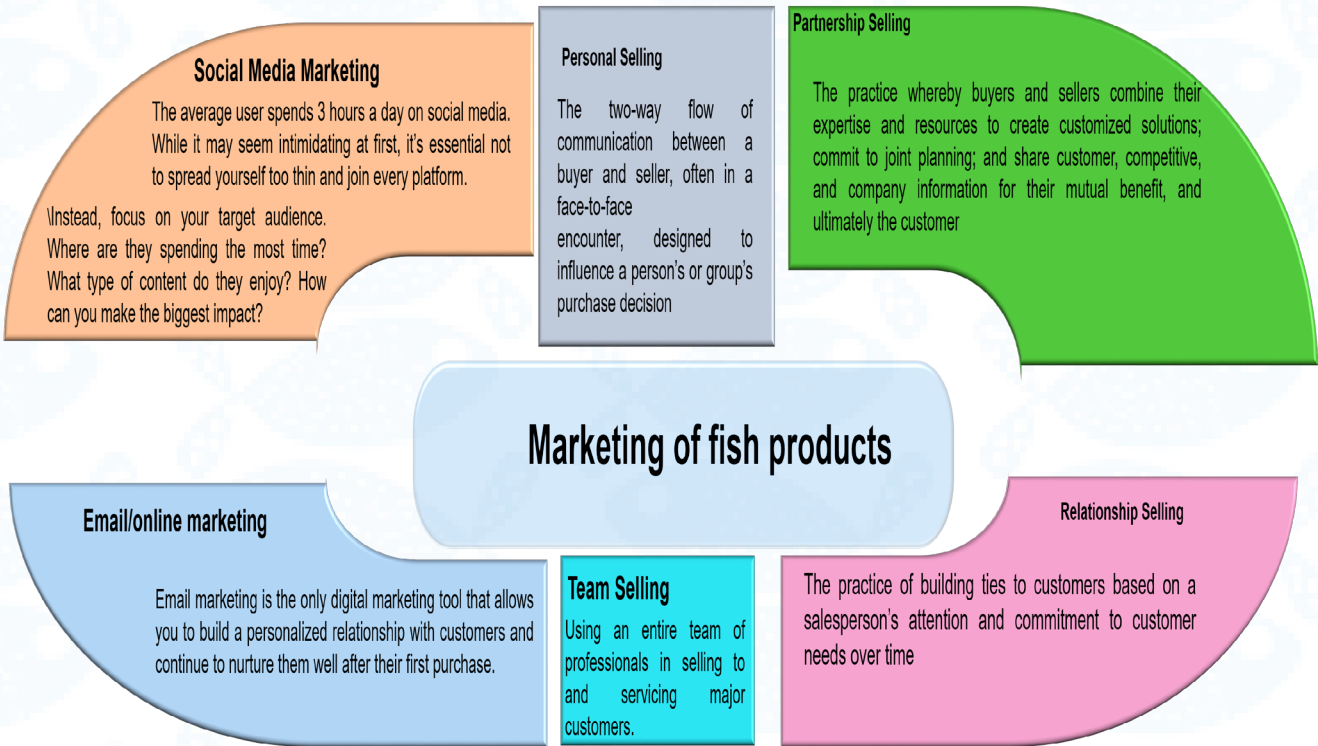 Social Media Marketing
The average user spends 3 hours a day on social media.
While it may seem intimidating at first, it's essential not
to spread yourself too thin and join every platform.
\Instead, focus on your target audience.
Where are they spending the most time?
What type of content do they enjoy? How
can you make the biggest impact?
Personal Selling
The two-way flow of
communication between a
buyer and seller, often in a
face-to-face
encounter, designed to
influence a person's or group's
purchase decision
Partnership Selling
The practice whereby buyers and sellers combine their
expertise and resources to create customized solutions;
commit to joint planning; and share customer, competitive,
and company information for their mutual benefit, and
ultimately the customer
Marketing of fish products
Email/online marketing
Email marketing is the only digital marketing tool that allows
you to build a personalized relationship with customers and
continue to nurture them well after their first purchase.
Team Selling
Using an entire team of
professionals in selling to
and servicing major
customers.
Relationship Selling
The practice of building ties to customers based on a
salesperson's attention and commitment to customer
needs over time